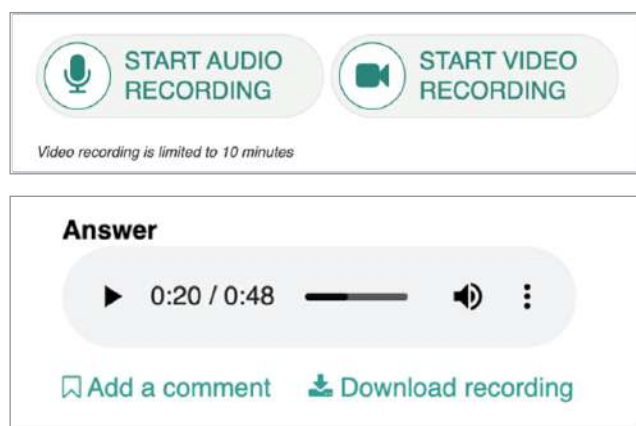 START AUDIO
RECORDING
START VIDEO
RECORDING
Video recording is limited to 10 minutes
Answer
0:20 / 0:48
Add a comment
Download recording